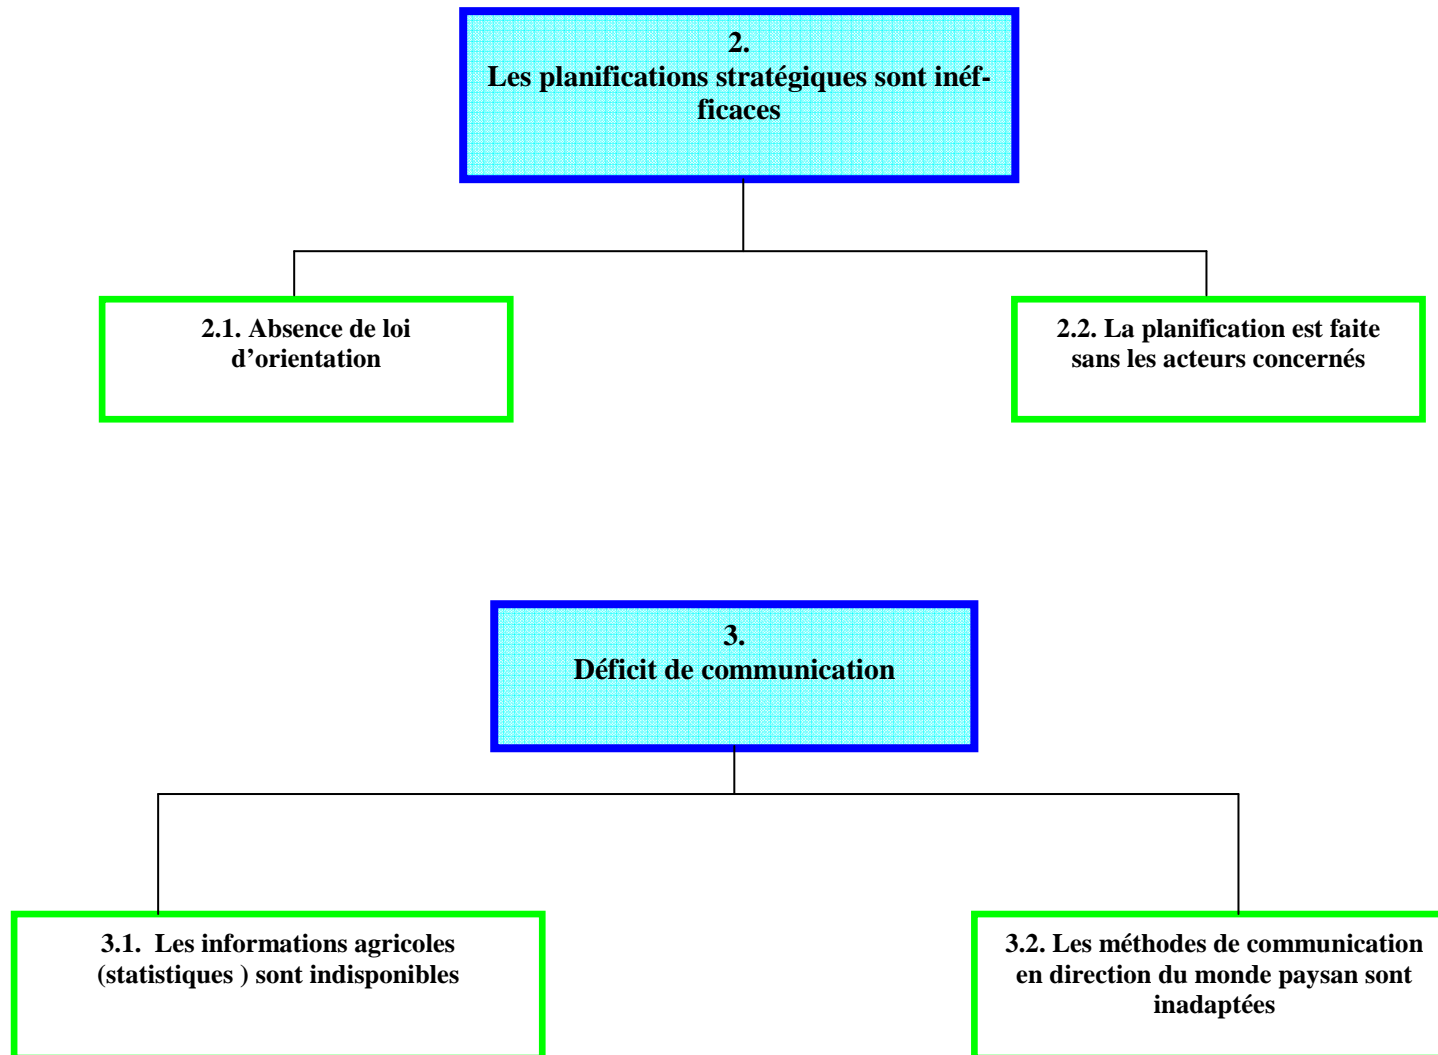 2.
Les planifications stratégiques sont inéf-
ficaces
2.1. Absence de loi
d’orientation
2.2. La planification est faite
sans les acteurs concernés
3.
Déficit de communication
3.1.  Les informations agricoles
(statistiques ) sont indisponibles
3.2. Les méthodes de communication
en direction du monde paysan sont
inadaptées